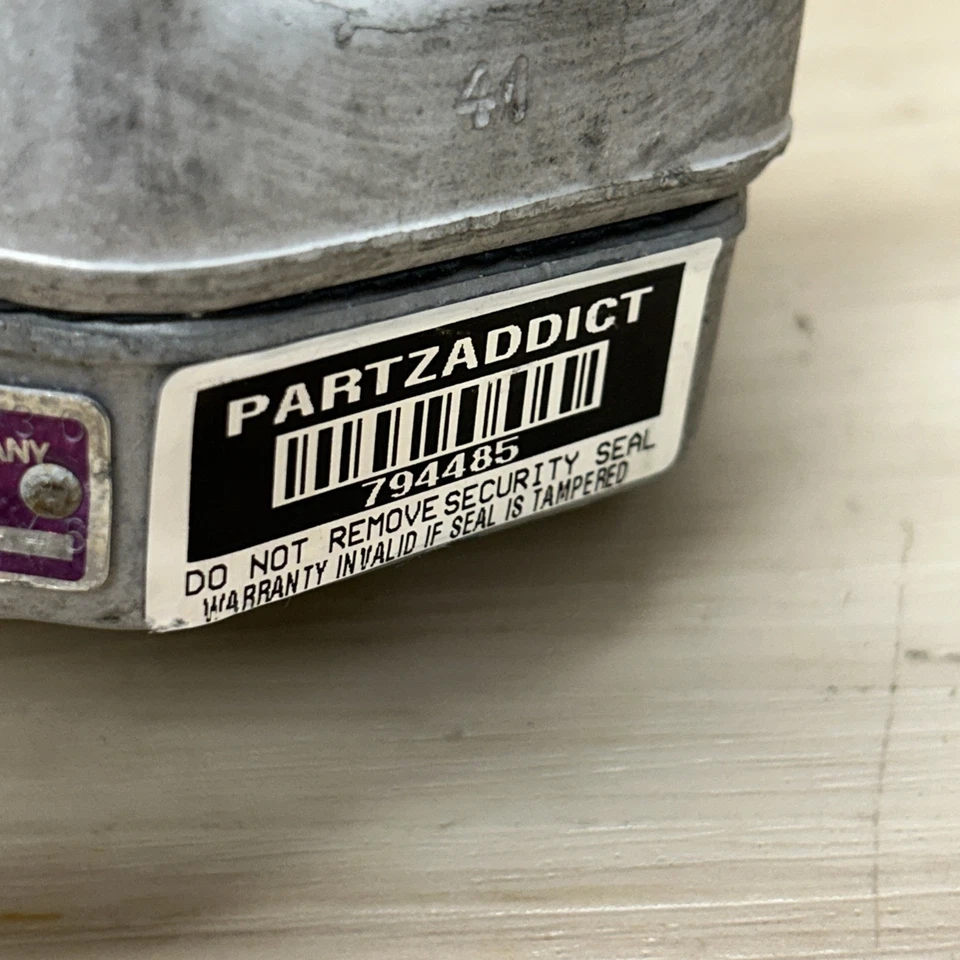 41
PARTZADDICT
794485
DO NOT REMOVE SECURITY SEAL
WARRANTY INVALID IF SEAL IS TAMPERED
ANY